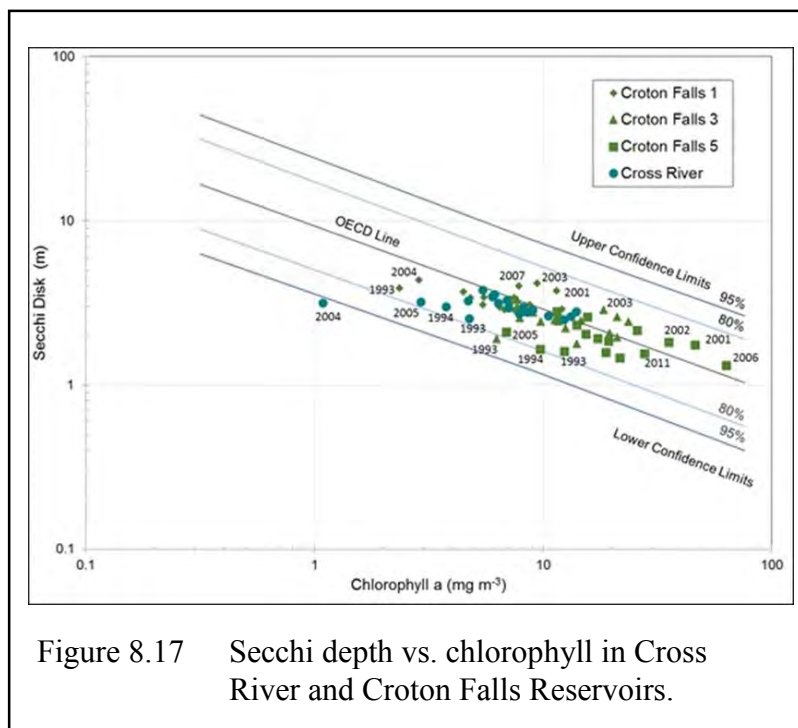 100
Croton Falls 1
Croton Falls 3
Croton Falls 5
Cross River
10
OECD Line
Upper Confidence Limits
95%
80%
2004
1993
2007
2003
2001
2003
Secchi Disk (m)
2004
2005
1994
1993
1993
2005
1994
1993
2011
2002
2001
2006
1
80%
95%
Lower Confidence Limits
0.1
0.1
1
10
100
Chlorophyll a (mg m⁻³)
Figure 8.17 Secchi depth vs. chlorophyll in Cross
River and Croton Falls Reservoirs.